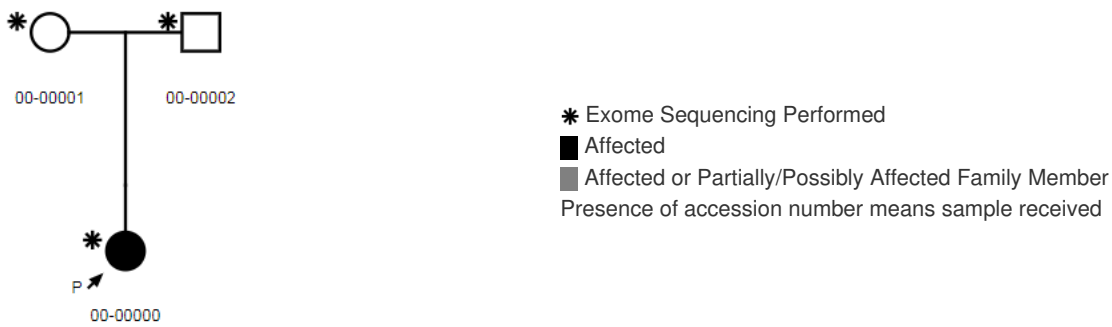 00-00001 00-00002
✱ Exome Sequencing Performed
Affected
Affected or Partially/Possibly Affected Family Member
Presence of accession number means sample received
P
00-00000